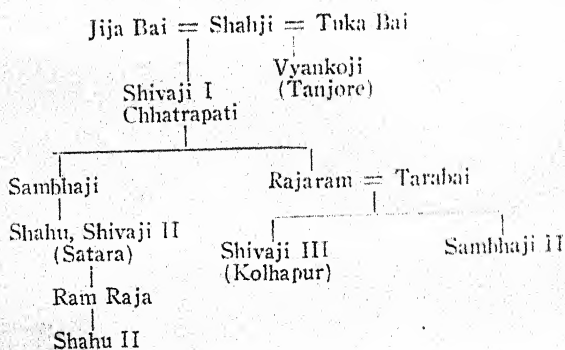 Jija Bai = Shahji = Tuka Bai
Vyankoji
(Tanjore)
Shivaji I
Chhatrapati
Sambhaji
Rajaram = Tarabai
Shahu, Shivaji II
(Satara)
Shivaji III
(Kolhapur)
Sambhaji II
Ram Raja
Shahu II